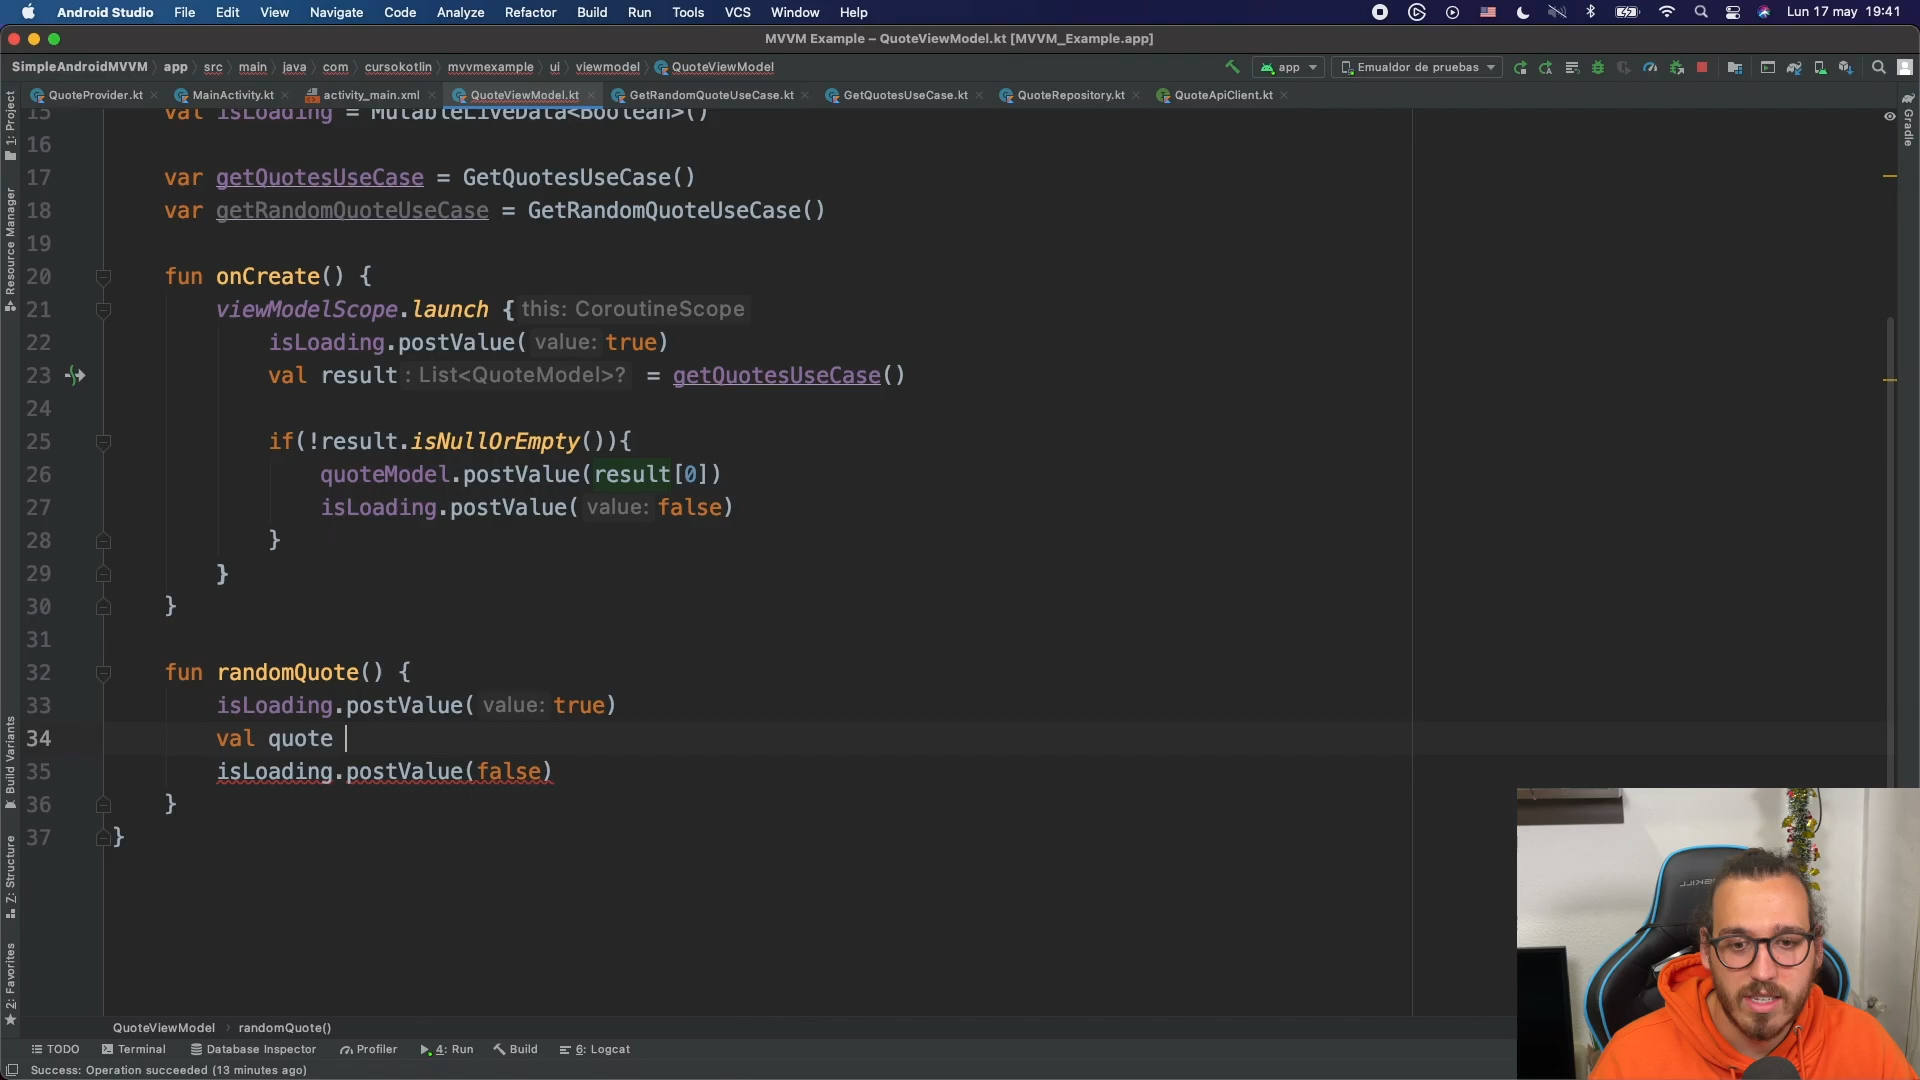 Android Studio File Edit View Navigate Code Analyze Refactor Build Run Tools VCS Window Help Lun 17 may 19:41
MVVM Example – QuoteViewModel.kt [MVVM_Example.app]
SimpleAndroidMVVM app src main java com cursokotlin mvvmexample ui viewmodel QuoteViewModel app Emualdor de pruebas
QuoteProvider.kt MainActivity.kt activity_main.xml QuoteViewModel.kt GetRandomQuoteUseCase.kt GetQuotesUseCase.kt QuoteRepository.kt QuoteApiClient.kt
1: Project
Resource Manager
Build Variants
Z: Structure
2: Favorites
Gradle
15 val isLoading = MutableLiveData<Boolean>()
16
17 var getQuotesUseCase = GetQuotesUseCase()
18 var getRandomQuoteUseCase = GetRandomQuoteUseCase()
19
20 fun onCreate() {
21 viewModelScope.launch { this: CoroutineScope
22 isLoading.postValue( value: true)
23 val result : List<QuoteModel>? = getQuotesUseCase()
24
25 if(!result.isNullOrEmpty()){
26 quoteModel.postValue(result[0])
27 isLoading.postValue( value: false)
28 }
29 }
30 }
31
32 fun randomQuote() {
33 isLoading.postValue( value: true)
34 val quote
35 isLoading.postValue(false)
36 }
37 }
QuoteViewModel randomQuote()
TODO Terminal Database Inspector Profiler 4: Run Build 6: Logcat
Success: Operation succeeded (13 minutes ago)